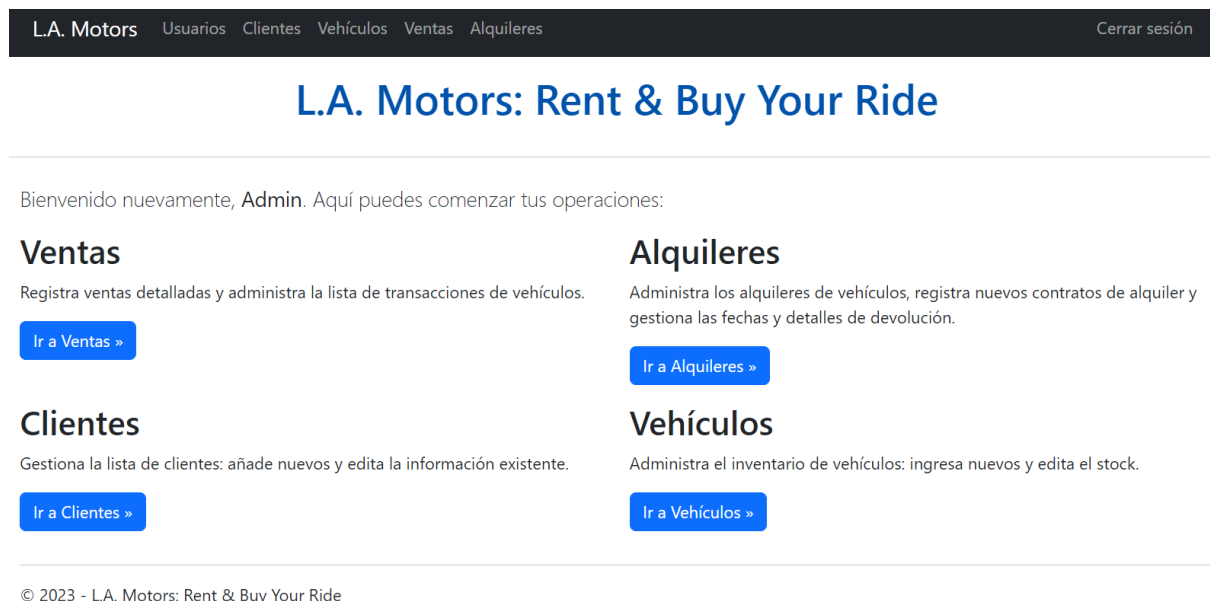 L.A. Motors Usuarios Clientes Vehículos Ventas Alquileres Cerrar sesión
L.A. Motors: Rent & Buy Your Ride
Bienvenido nuevamente, Admin. Aquí puedes comenzar tus operaciones:
Ventas
Registra ventas detalladas y administra la lista de transacciones de vehículos.
Ir a Ventas »
Alquileres
Administra los alquileres de vehículos, registra nuevos contratos de alquiler y
gestiona las fechas y detalles de devolución.
Ir a Alquileres »
Clientes
Gestiona la lista de clientes: añade nuevos y edita la información existente.
Ir a Clientes »
Vehículos
Administra el inventario de vehículos: ingresa nuevos y edita el stock.
Ir a Vehículos »
© 2023 - L.A. Motors: Rent & Buy Your Ride